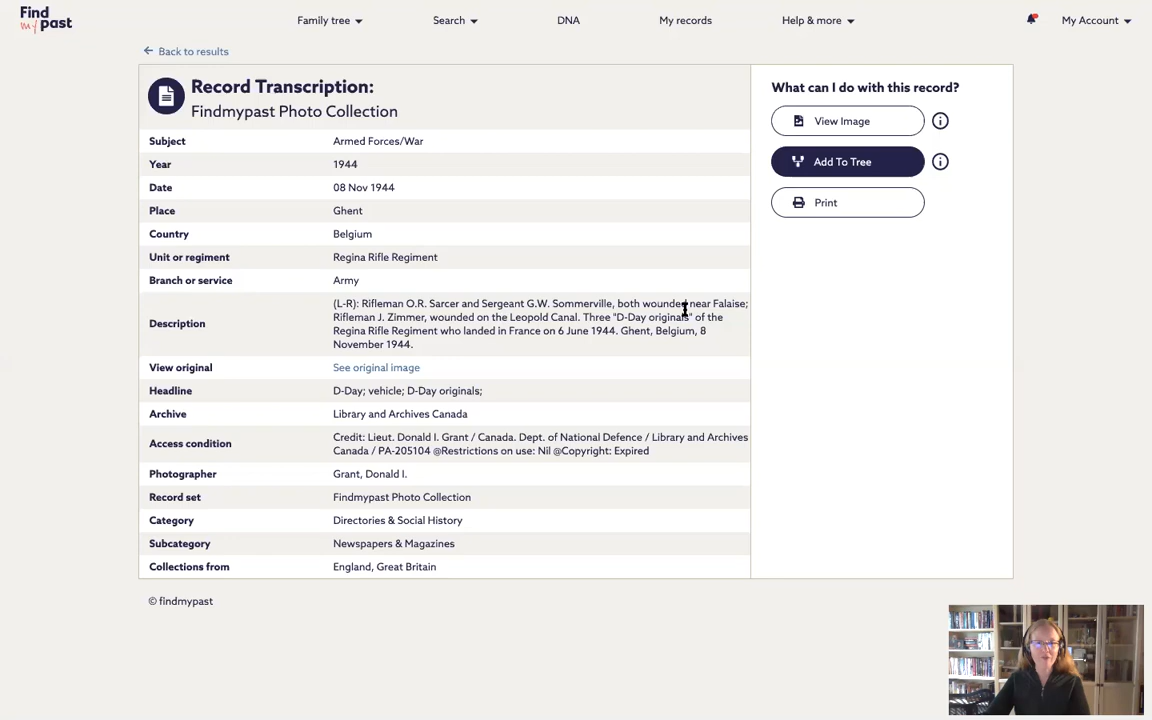 Find
my past
Family tree
Search
DNA
My records
Help & more
My Account
Back to results
Record Transcription:
Findmypast Photo Collection
Subject Armed Forces/War
Year 1944
Date 08 Nov 1944
Place Ghent
Country Belgium
Unit or regiment Regina Rifle Regiment
Branch or service Army
Description
(L-R): Rifleman O.R. Sarcer and Sergeant G.W. Sommerville, both wounded near Falaise;
Rifleman J. Zimmer, wounded on the Leopold Canal. Three "D-Day originals" of the
Regina Rifle Regiment who landed in France on 6 June 1944. Ghent, Belgium, 8
November 1944.
View original See original image
Headline D-Day; vehicle; D-Day originals;
Archive Library and Archives Canada
Access condition
Credit: Lieut. Donald I. Grant / Canada. Dept. of National Defence / Library and Archives
Canada / PA-205104 @Restrictions on use: Nil @Copyright: Expired
Photographer Grant, Donald I.
Record set Findmypast Photo Collection
Category Directories & Social History
Subcategory Newspapers & Magazines
Collections from England, Great Britain
© findmypast
What can I do with this record?
View Image
Add To Tree
Print